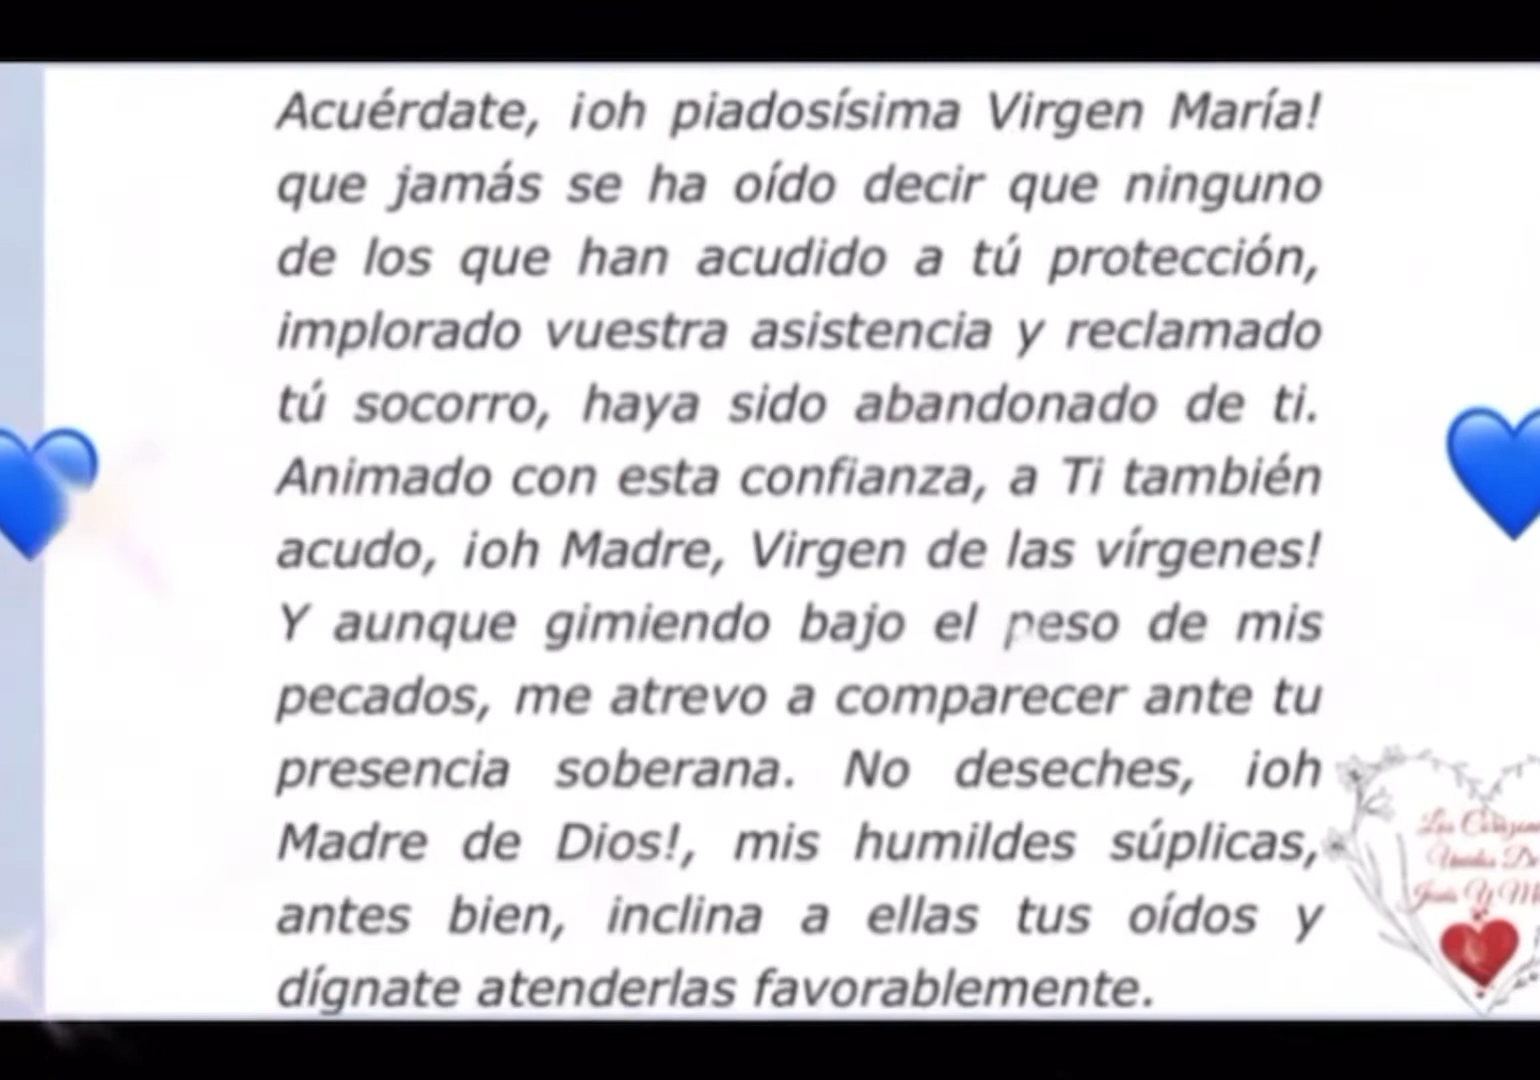 Acuérdate, ¡oh piadosísima Virgen María!
que jamás se ha oído decir que ninguno
de los que han acudido a tú protección,
implorado vuestra asistencia y reclamado
tú socorro, haya sido abandonado de ti.
Animado con esta confianza, a Ti también
acudo, ¡oh Madre, Virgen de las vírgenes!
Y aunque gimiendo bajo el peso de mis
pecados, me atrevo a comparecer ante tu
presencia soberana. No deseches, ¡oh
Madre de Dios!, mis humildes súplicas,
antes bien, inclina a ellas tus oídos y
dígnate atenderlas favorablemente.
Unidos De
Jesús Y